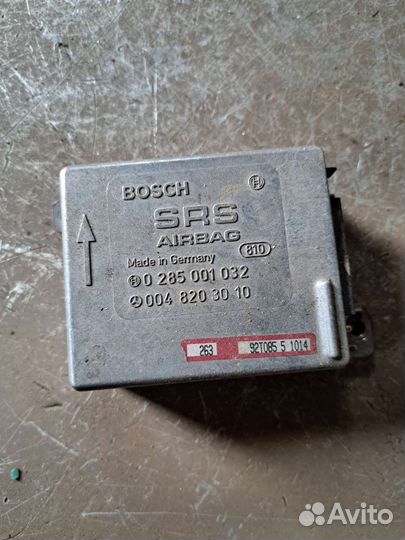 BOSCH
SRS
AIRBAG
Made in Germany 810
0 285 001 032
004 820 30 10
263 92T085 5 1014
Avito